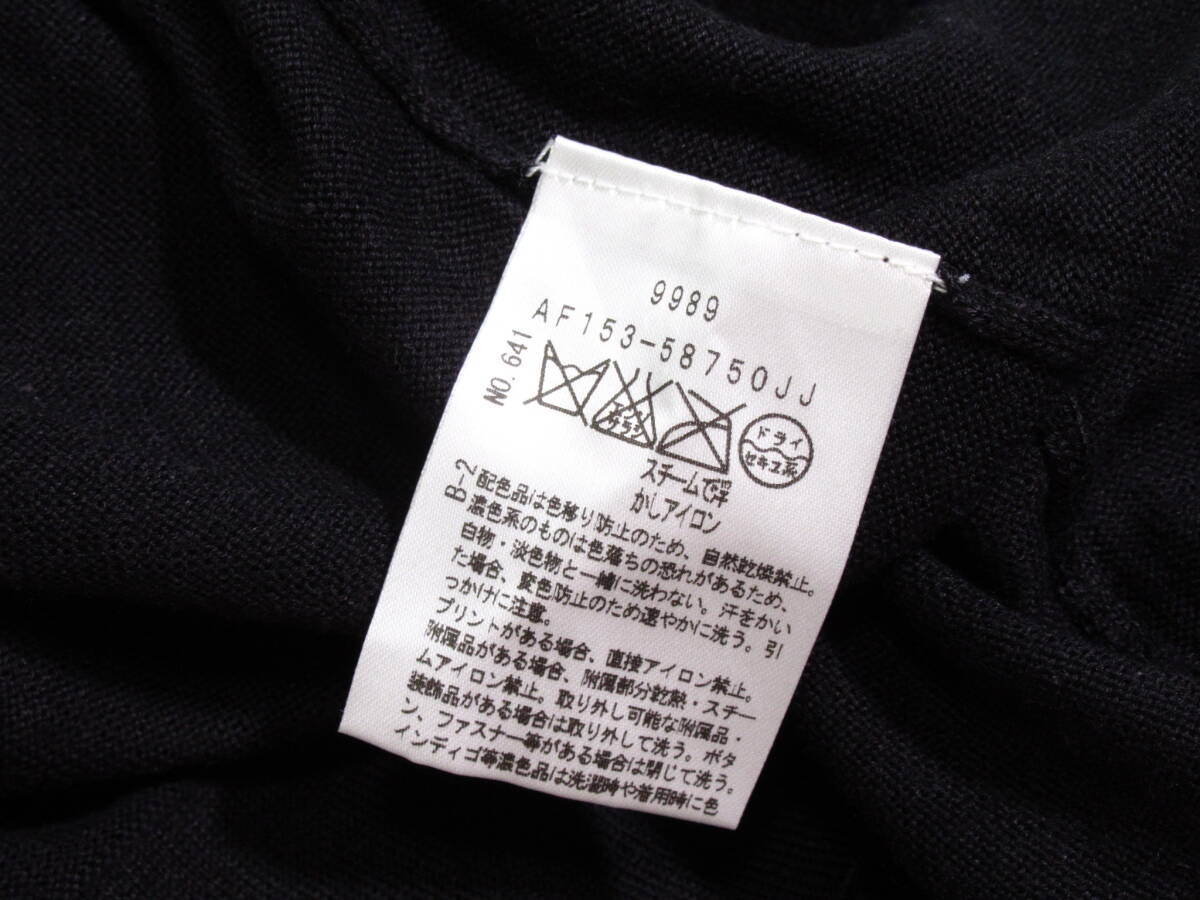 9989
AF153-58750JJ
NO. 641
エンソ
サラシ
ドライ
セキユ系
スチームで浮
かしアイロン
B-2
配色品は色移り防止のため、自然乾燥禁止。
濃色系のものは色落ちの恐れがあるため、
白物・淡色物と一緒に洗わない。汗をかい
た場合、変色防止のため速やかに洗う。引
っかけに注意。
プリントがある場合、直接アイロン禁止。
附属品がある場合、附属部分乾熱・スチー
ムアイロン禁止。取り外し可能な附属品・
装飾品がある場合は取り外して洗う。ボタ
ン、ファスナー等がある場合は閉じて洗う。
インディゴ等濃色品は洗濯時や着用時に色